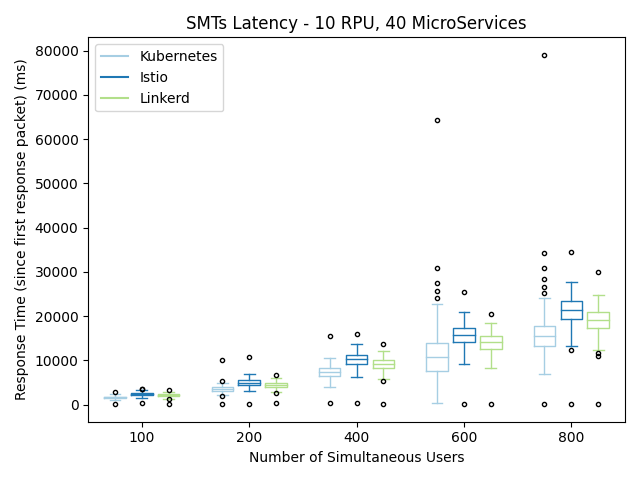 SMTs Latency - 10 RPU, 40 MicroServices
Kubernetes
Istio
Linkerd
Response Time (since first response packet) (ms)
80000
70000
60000
50000
40000
30000
20000
10000
0
100 200 400 600 800
Number of Simultaneous Users